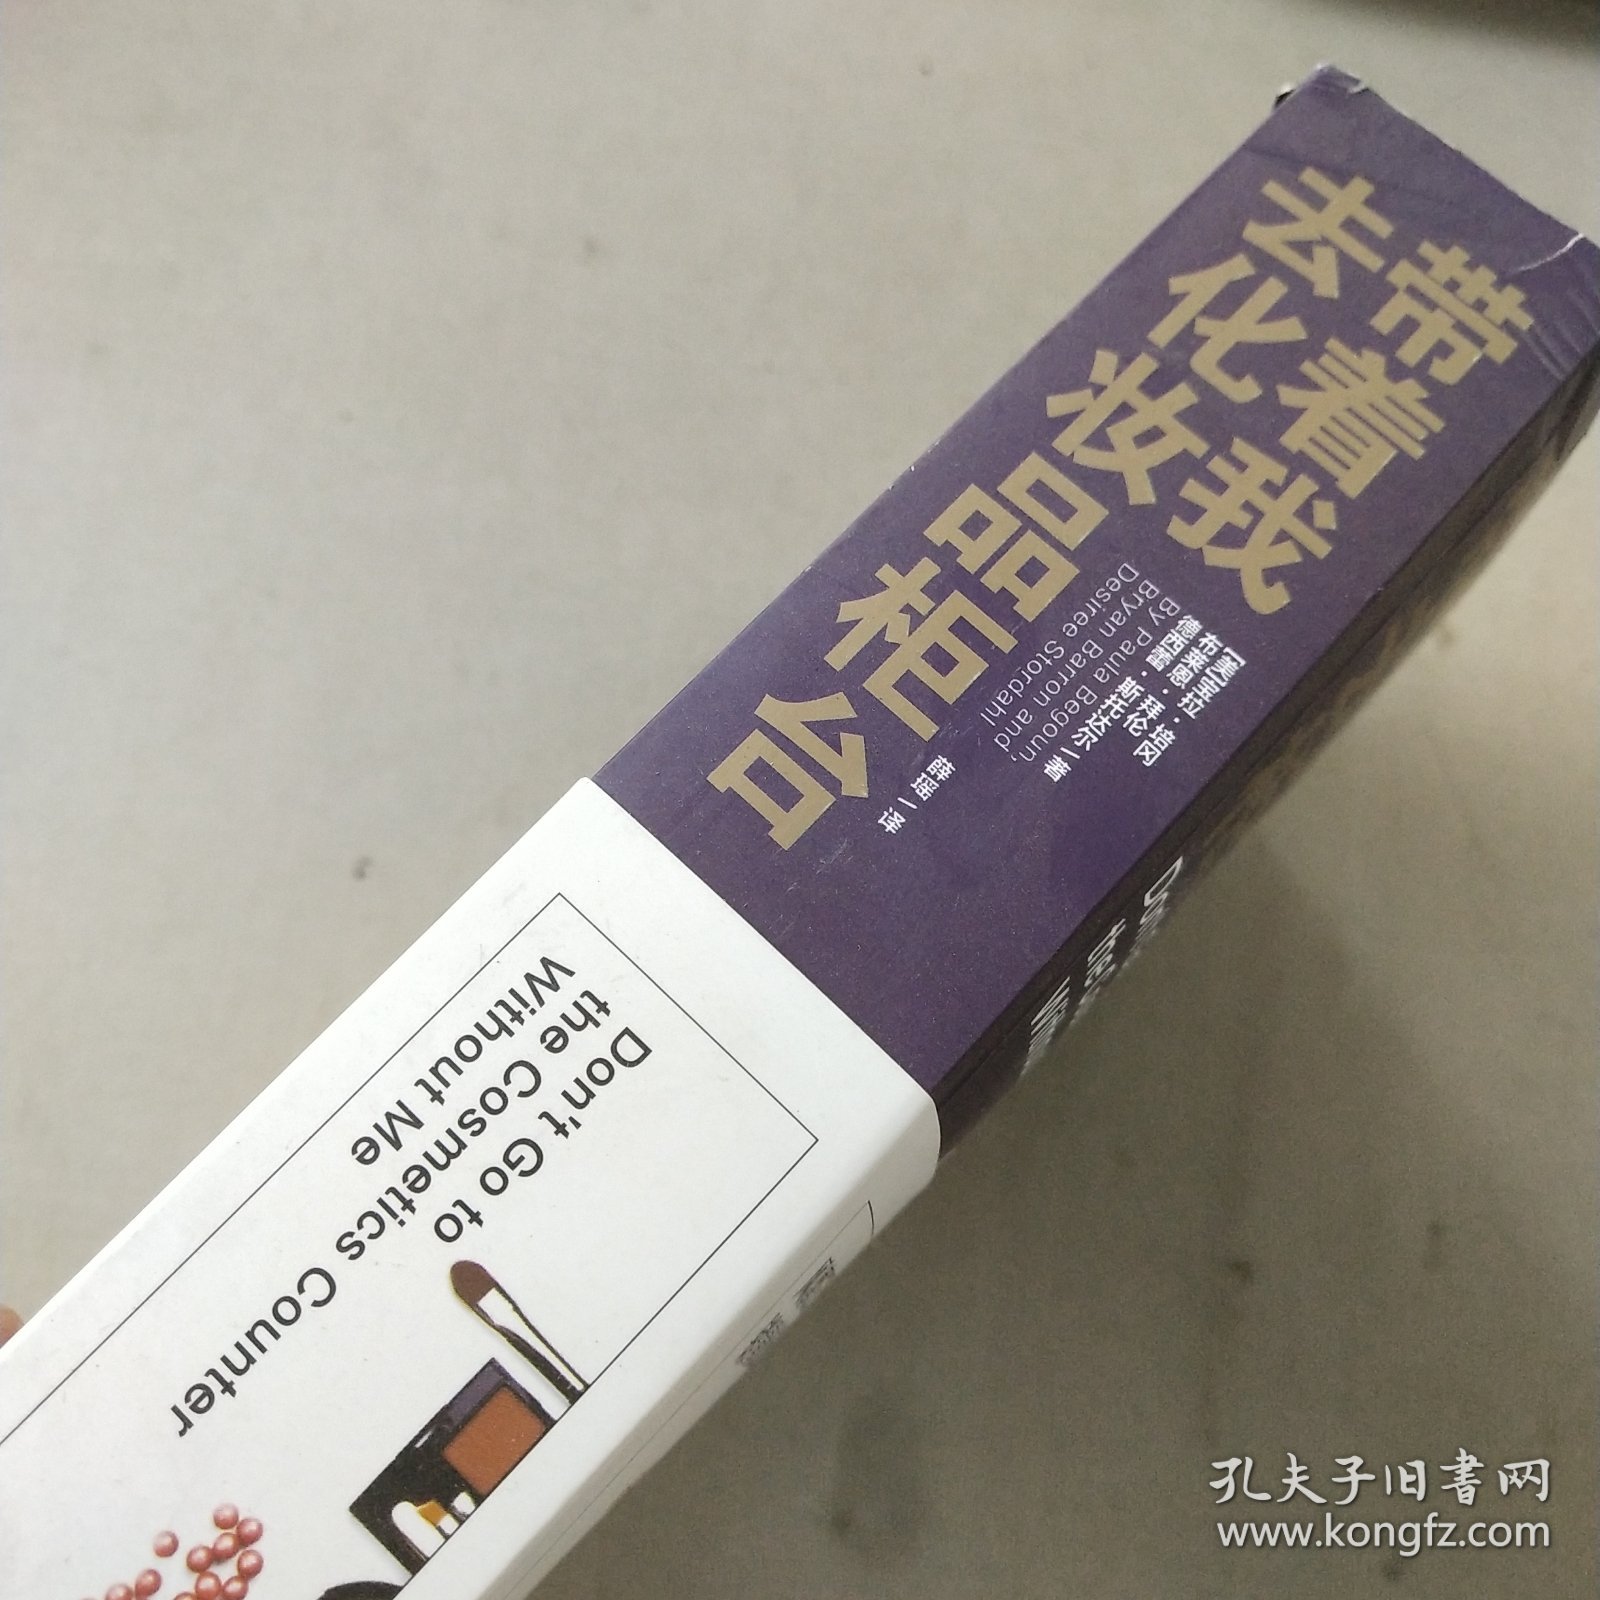 带着我
去化妆品柜台
[美]宝拉·培冈
布莱恩·拜伦
德西蕾·斯托达尔|著
By Paula Begoun,
Bryan Barron and
Desiree Stordahl
薛瑶|译
Don't Go to
the Cosmetics Counter
Without Me
孔夫子旧书网
www.kongfz.com